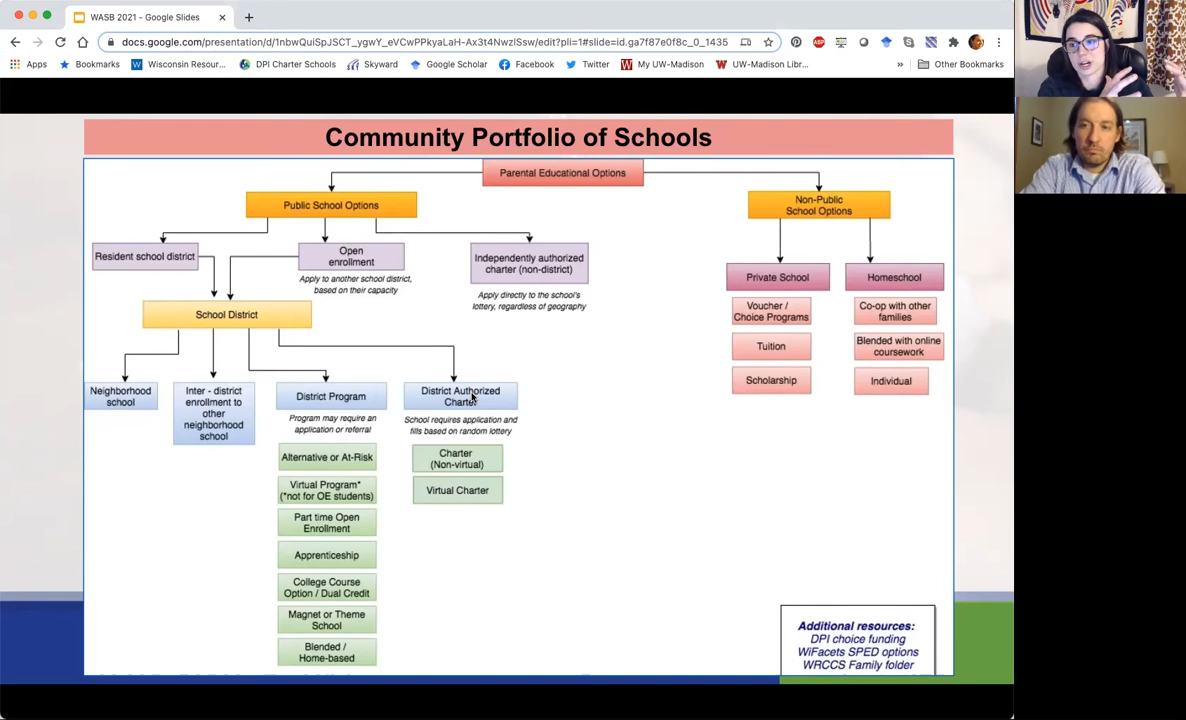 WASB 2021 - Google Slides
docs.google.com/presentation/d/1nbwQuiSpJSCT_ygwY_eVCwPPkyaLaH-Ax3t4NwziSsw/edit?pli=1#slide=id.ga7f87e0f8c_0_1435
Apps
Bookmarks
Wisconsin Resour...
DPI Charter Schools
Skyward
Google Scholar
Facebook
Twitter
My UW-Madison
UW-Madison Libr...
»
Other Bookmarks
Community Portfolio of Schools
Parental Educational Options
Public School Options
Non-Public
School Options
Resident school district
Open
enrollment
Apply to another school district,
based on their capacity
Independently authorized
charter (non-district)
Apply directly to the school's
lottery, regardless of geography
Private School
Homeschool
Voucher /
Choice Programs
Tuition
Scholarship
Co-op with other
families
Blended with online
coursework
Individual
School District
Neighborhood
school
Inter - district
enrollment to
other
neighborhood
school
District Program
Program may require an
application or referral
District Authorized
Charter
School requires application and
fills based on random lottery
Alternative or At-Risk
Virtual Program*
(*not for OE students)
Part time Open
Enrollment
Apprenticeship
College Course
Option / Dual Credit
Magnet or Theme
School
Blended /
Home-based
Charter
(Non-virtual)
Virtual Charter
Additional resources:
DPI choice funding
WiFacets SPED options
WRCCS Family folder